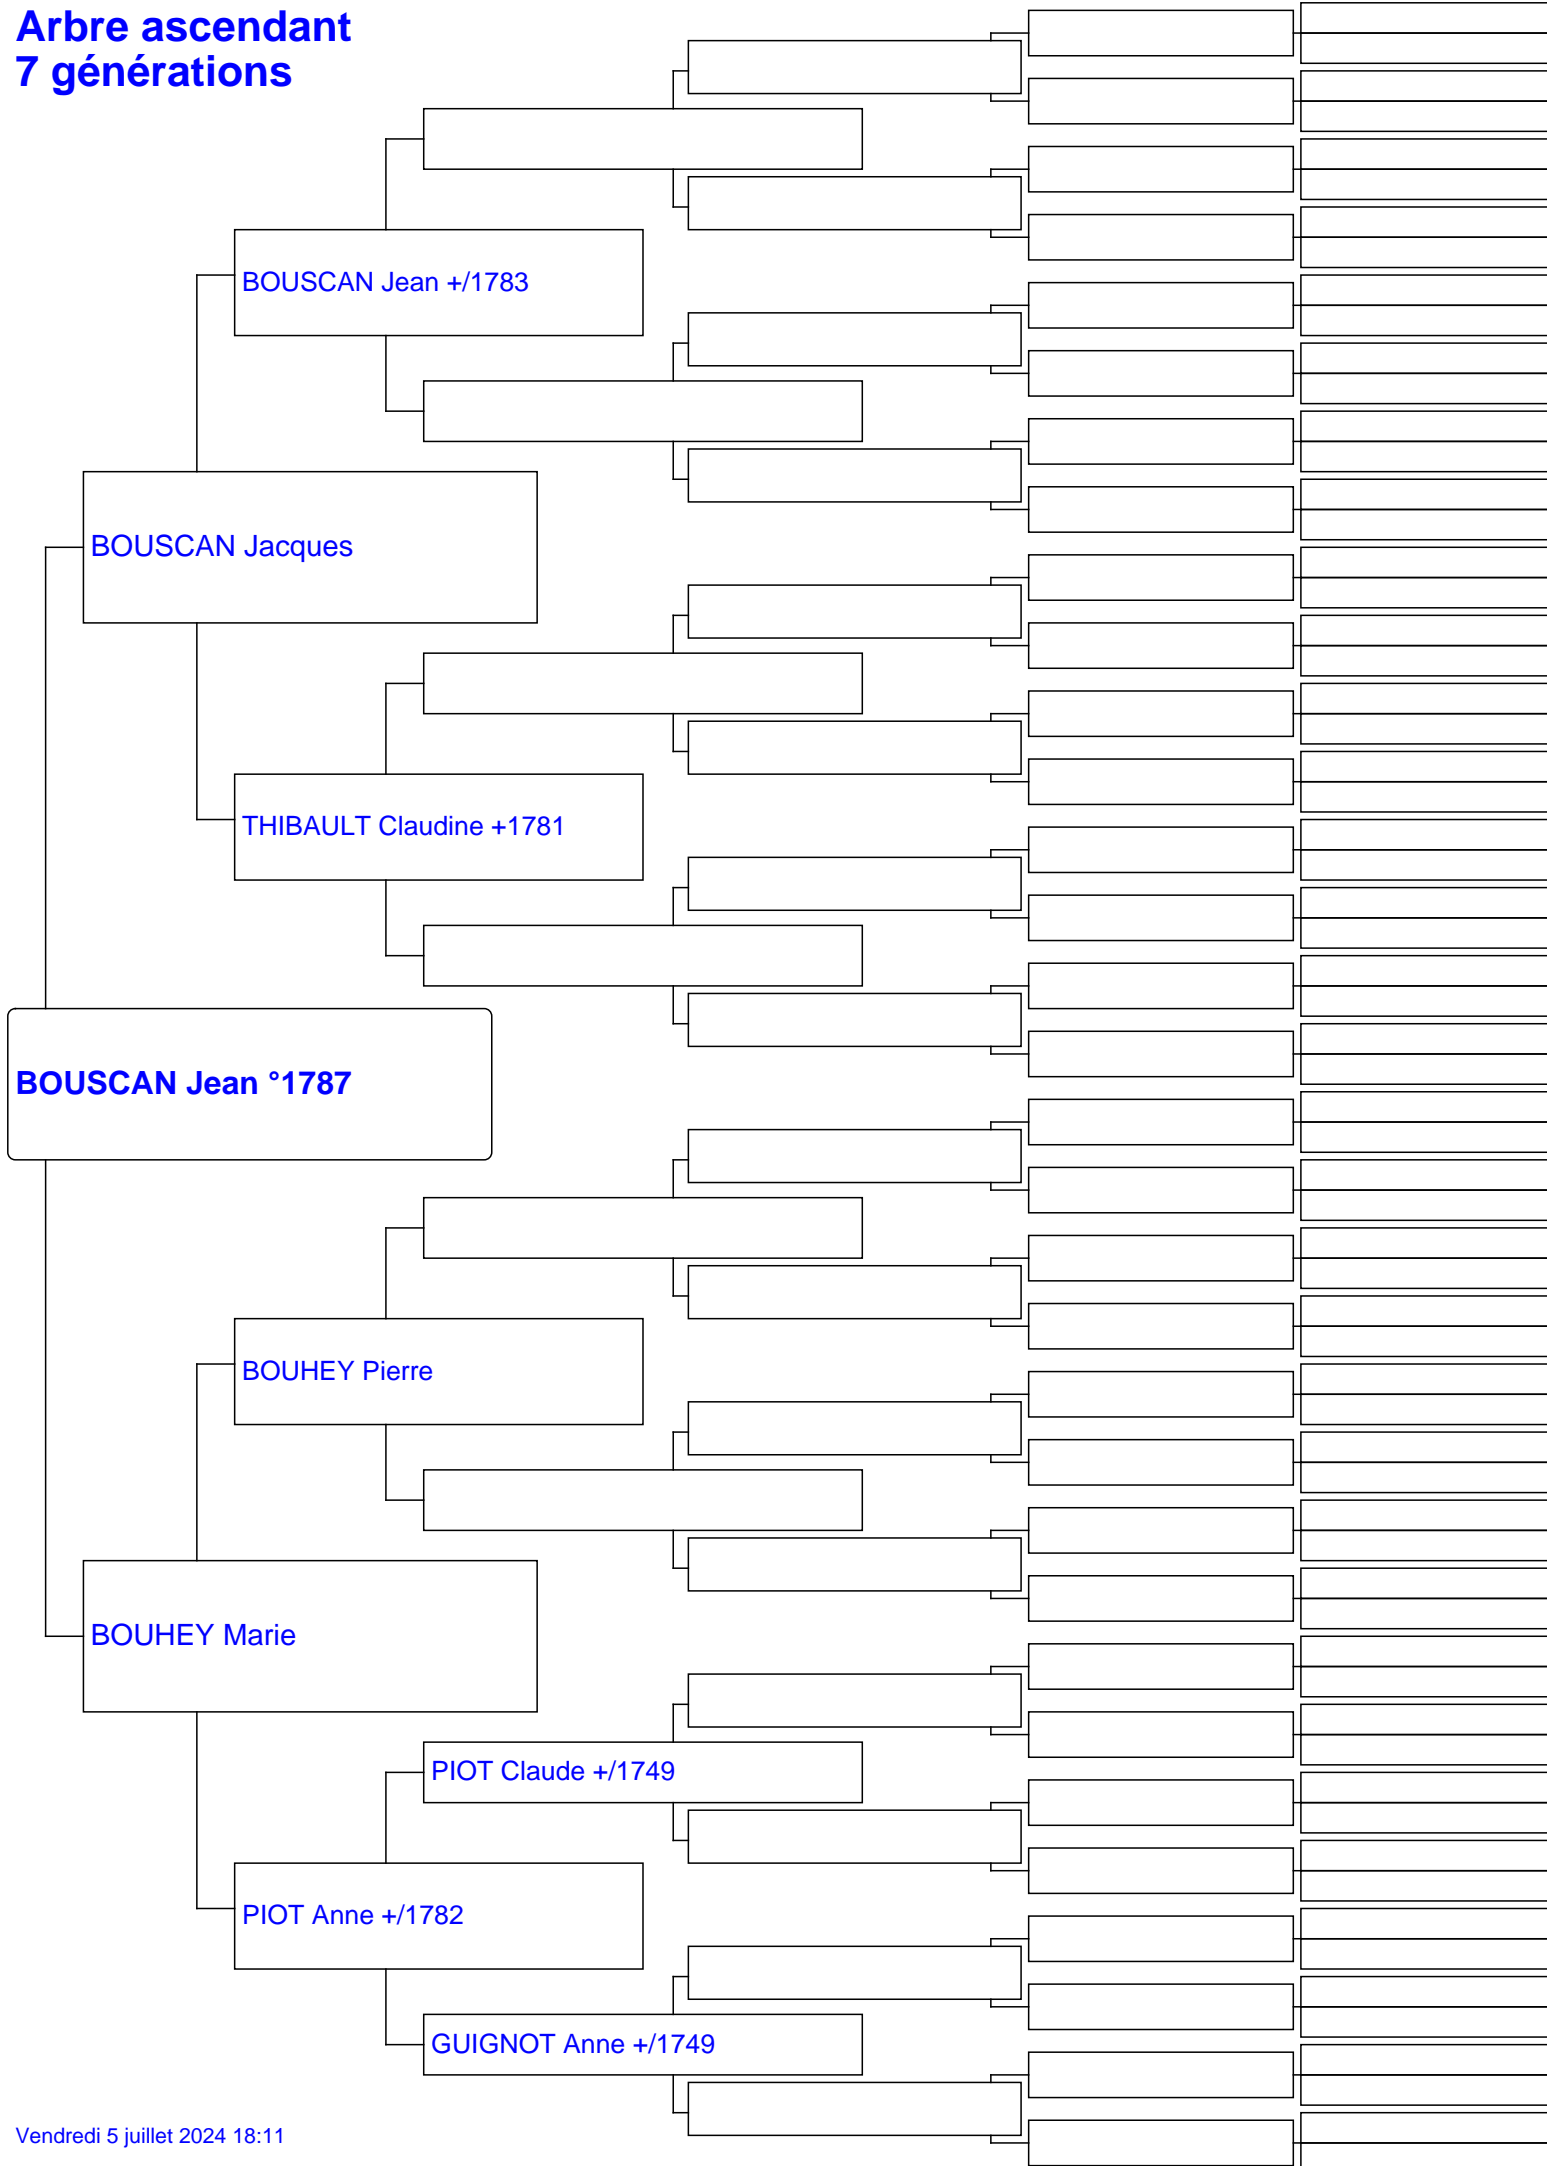 Arbre ascendant
7 générations
BOUSCAN Jean +/1783
BOUSCAN Jacques
THIBAULT Claudine +1781
BOUSCAN Jean °1787
BOUHEY Pierre
BOUHEY Marie
PIOT Claude +/1749
PIOT Anne +/1782
GUIGNOT Anne +/1749
Vendredi 5 juillet 2024 18:11